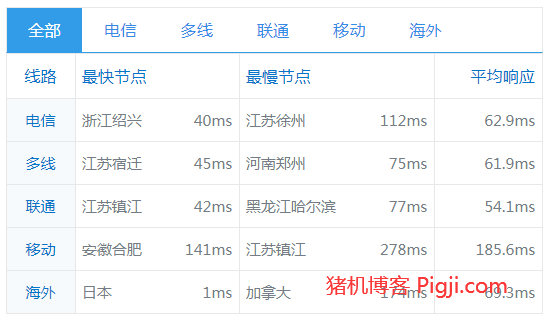 全部 电信 多线 联通 移动 海外
线路 最快节点 最慢节点 平均响应
电信 浙江绍兴 40ms 江苏徐州 112ms 62.9ms
多线 江苏宿迁 45ms 河南郑州 75ms 61.9ms
联通 江苏镇江 42ms 黑龙江哈尔滨 77ms 54.1ms
移动 安徽合肥 141ms 江苏镇江 278ms 185.6ms
海外 日本 1ms 加拿大 174ms 69.3ms
猪机博客 Pigji.com